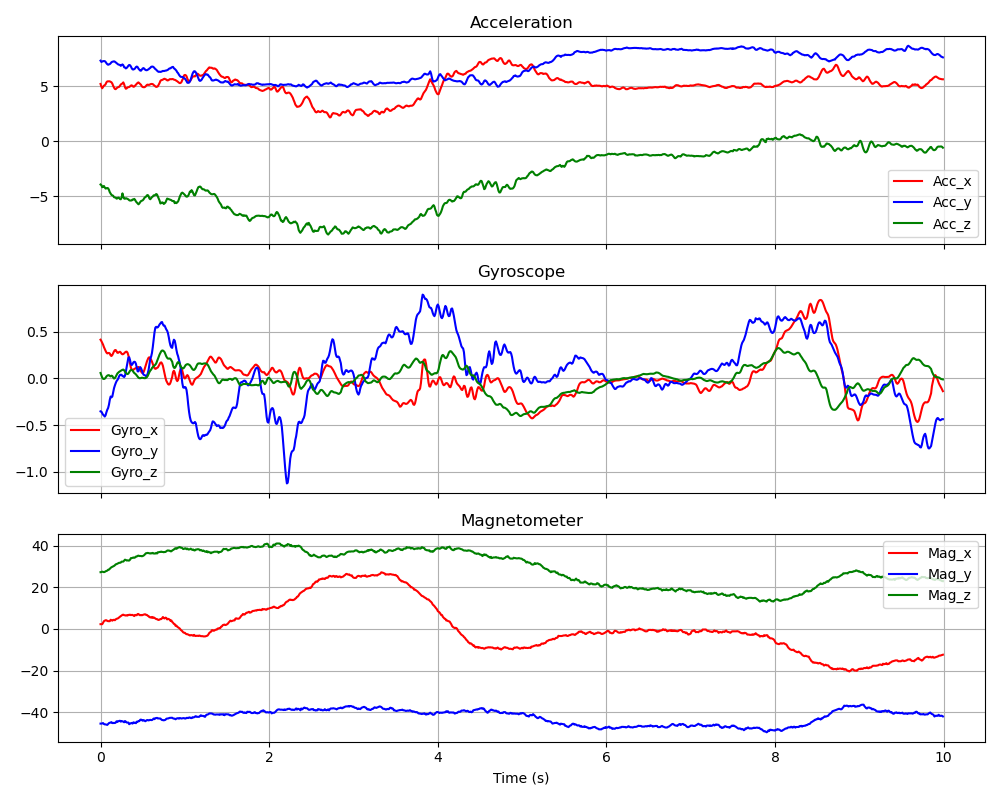 Acceleration
5
0
−5
Acc_x
Acc_y
Acc_z
Gyroscope
0.5
0.0
−0.5
−1.0
Gyro_x
Gyro_y
Gyro_z
Magnetometer
40
20
0
−20
−40
Mag_x
Mag_y
Mag_z
0 2 4 6 8 10
Time (s)